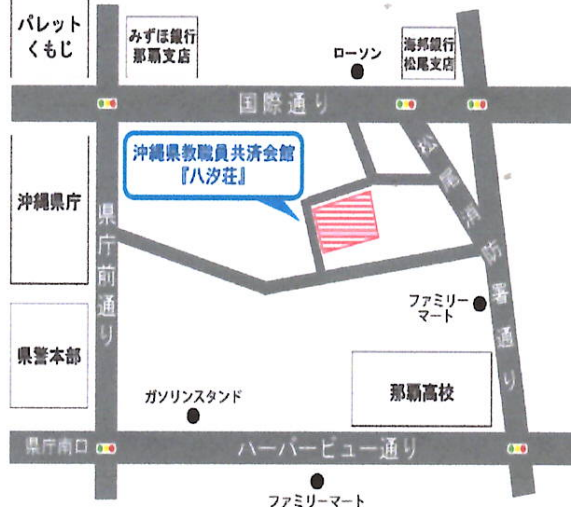 パレット
くもじ
みずほ銀行
那覇支店
ローソン
海邦銀行
松尾支店
国際通り
沖縄県教職員共済会館
『八汐荘』
沖縄県庁
県庁前通り
松尾消防署通り
ファミリー
マート
県警本部
ガソリンスタンド
那覇高校
県庁南口
ハーバービュー通り
ファミリーマート